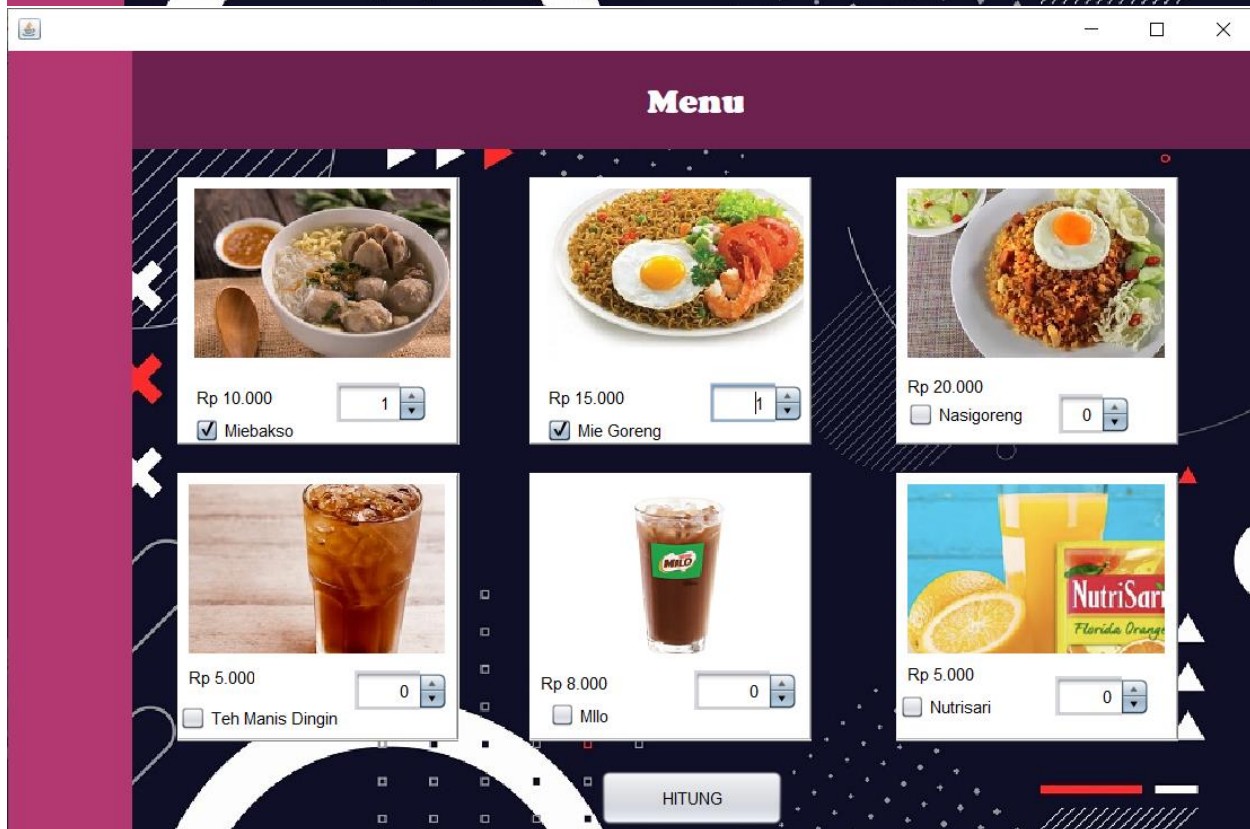 Menu
Rp 10.000
1
Miebakso
Rp 15.000
1
Mie Goreng
Rp 20.000
Nasigoreng
0
Rp 5.000
0
Teh Manis Dingin
MILO
Rp 8.000
0
MIlo
NutriSari
Florida Orange
Rp 5.000
0
Nutrisari
HITUNG